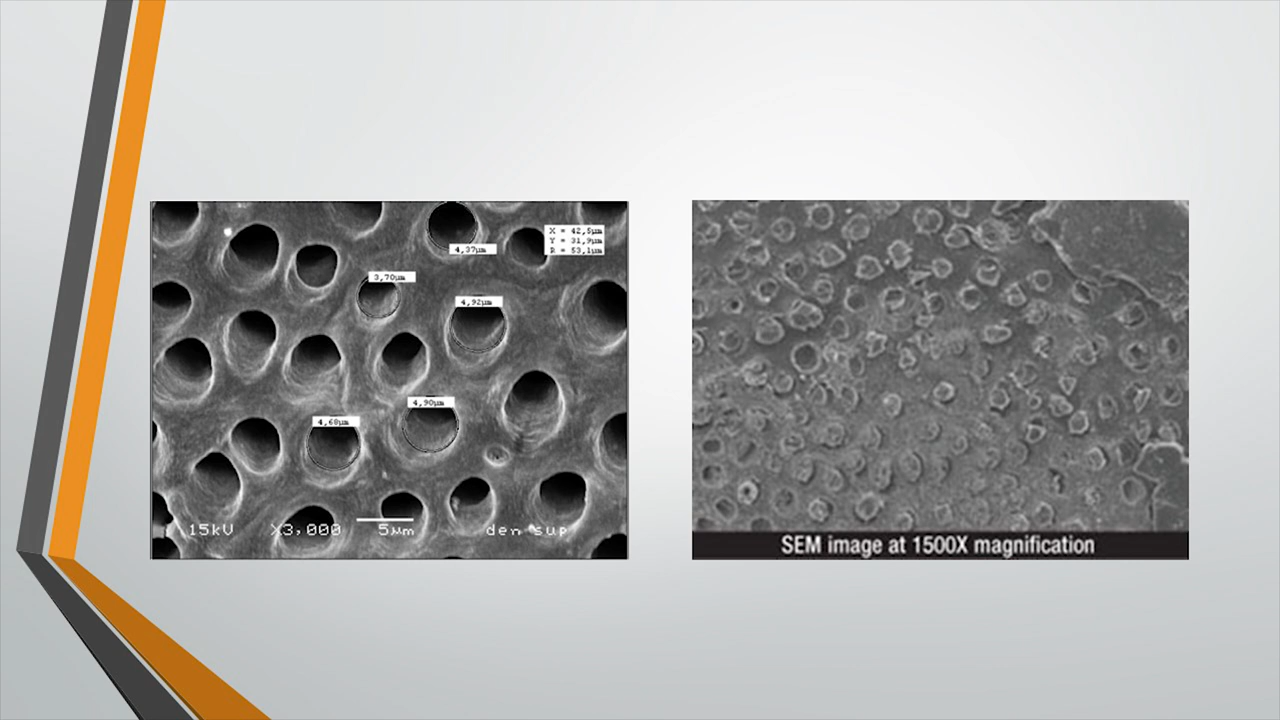 4,37µm
X = 42,5µm
Y = 31,9µm
R = 53,1µm
3,70µm
4,92µm
4,90µm
4,68µm
15kV X3,000 5µm den sup
SEM image at 1500X magnification